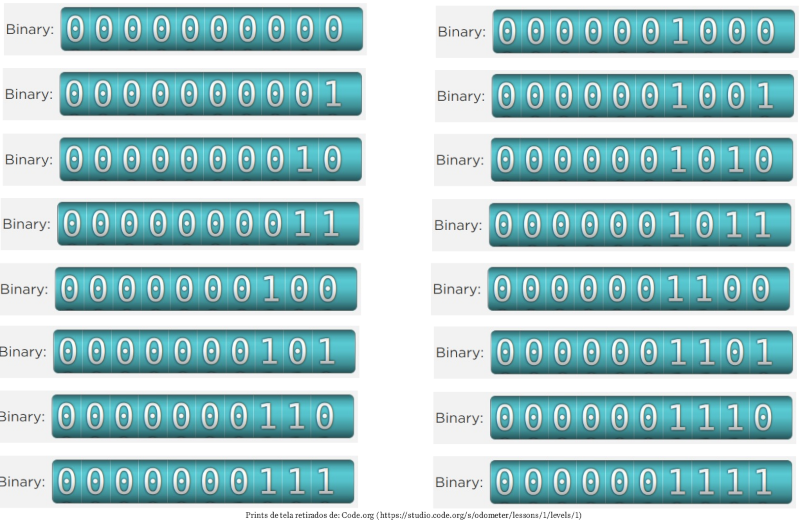 Binary: 0000000000
Binary: 0000000001
Binary: 0000000010
Binary: 0000000011
Binary: 0000000100
Binary: 0000000101
Binary: 0000000110
Binary: 0000000111
Binary: 0000001000
Binary: 0000001001
Binary: 0000001010
Binary: 0000001011
Binary: 0000001100
Binary: 0000001101
Binary: 0000001110
Binary: 0000001111
Prints de tela retirados de: Code.org (https://studio.code.org/s/odometer/lessons/1/levels/1)